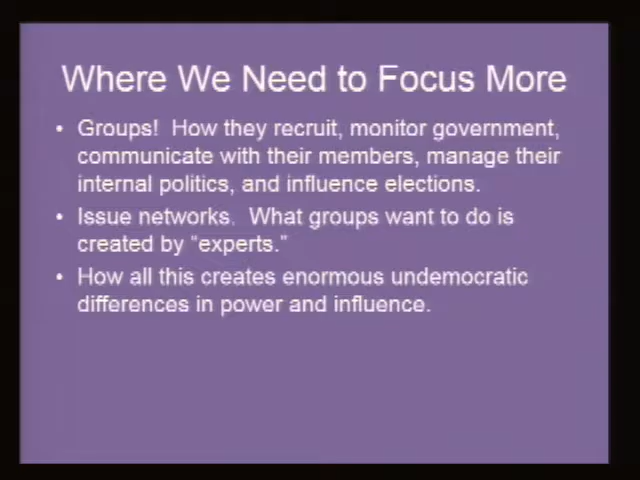 Where We Need to Focus More
• Groups!  How they recruit, monitor government,
communicate with their members, manage their
internal politics, and influence elections.
• Issue networks.  What groups want to do is
created by “experts.”
• How all this creates enormous undemocratic
differences in power and influence.